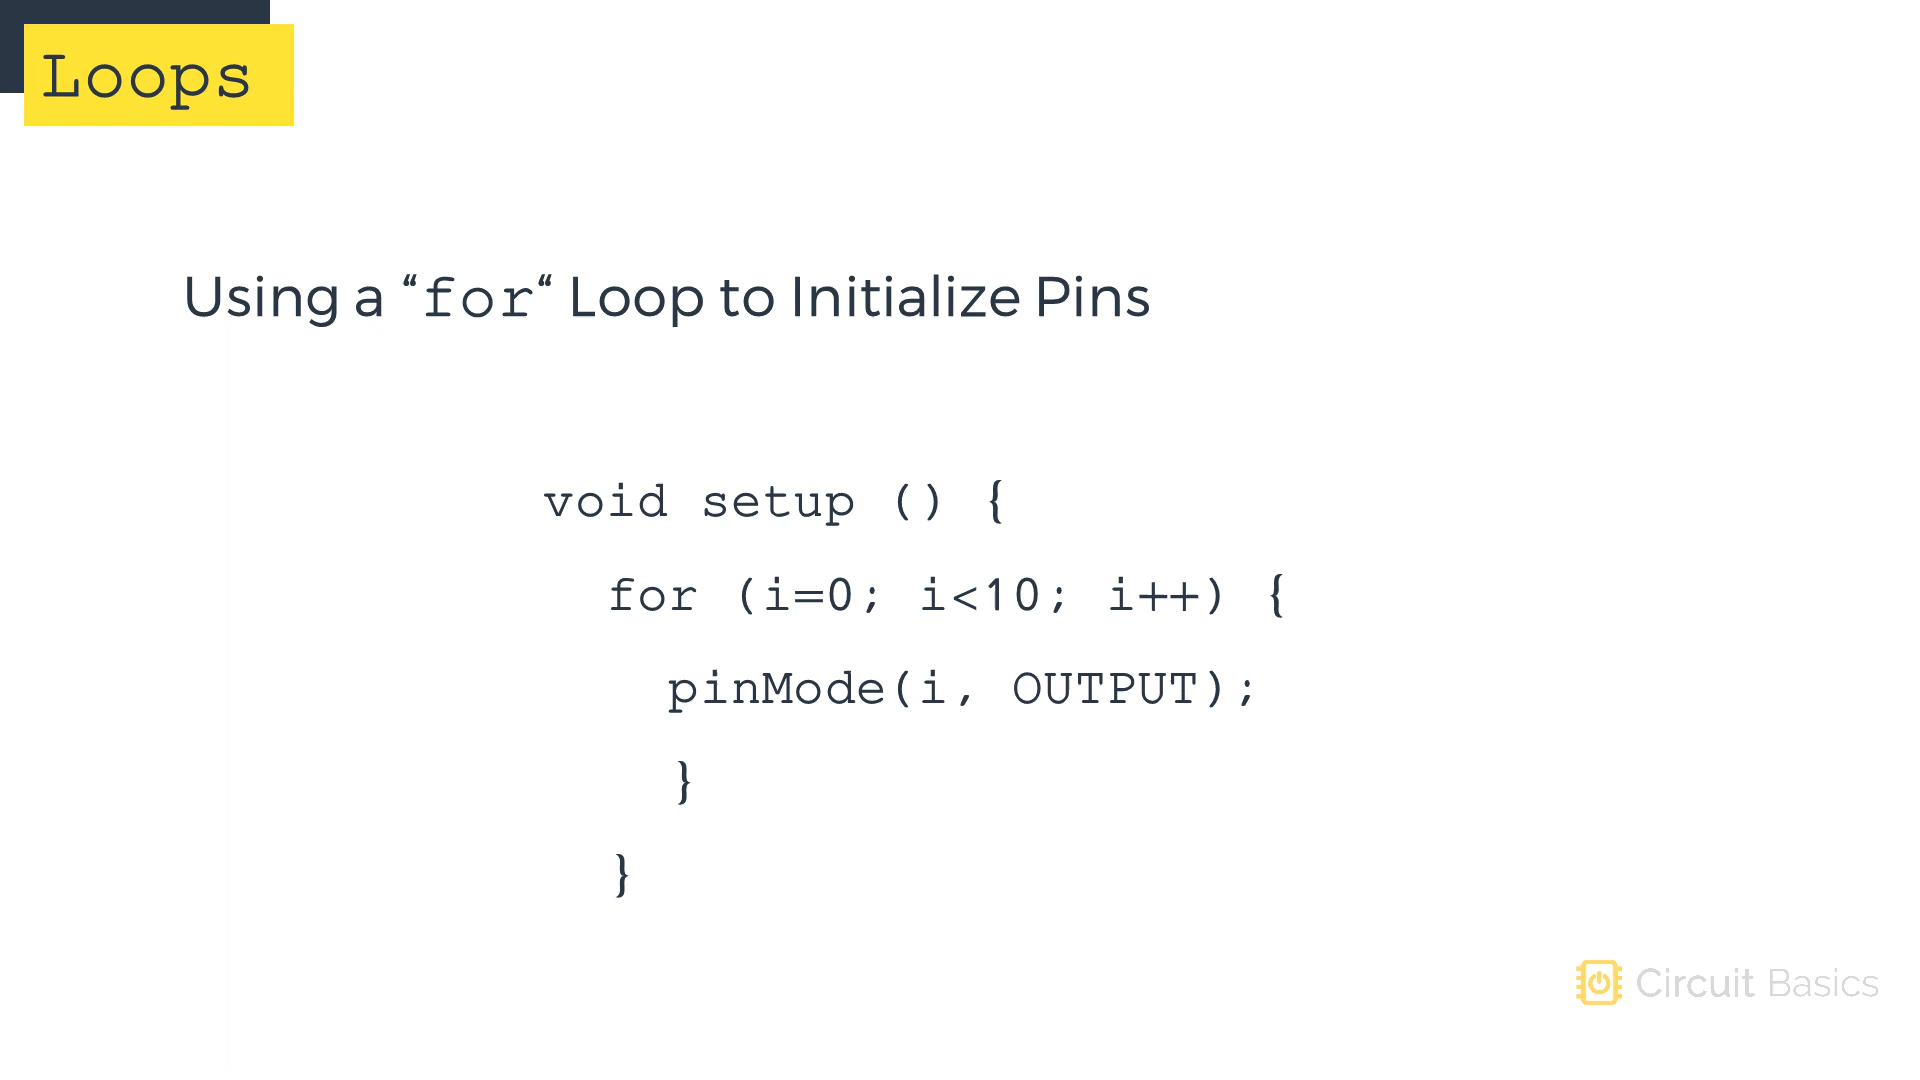 Loops
Using a “for“ Loop to Initialize Pins
void setup () {
for (i=0; i<10; i++) {
pinMode(i, OUTPUT);
}
}
Circuit Basics